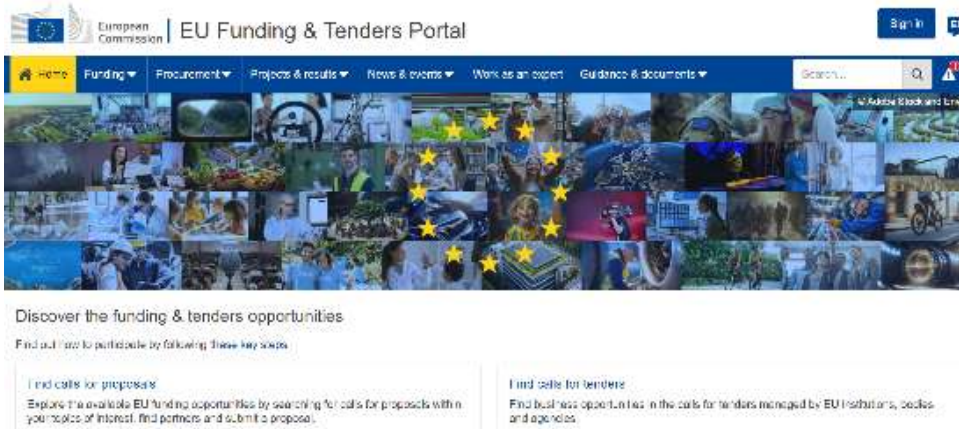 European
Commission
EU Funding & Tenders Portal
Sign in
Home
Funding
Procurement
Projects & results
News & events
Work as an expert
Guidance & documents
Search...
© Adobe Stock and
Discover the funding & tenders opportunities
Find out how to participate by following these key steps
Find calls for proposals
Explore the available EU funding opportunities by searching for calls for proposals within
your topics of interest, find partners and submit a proposal.
Find calls for tenders
Find business opportunities in the calls for tenders managed by EU institutions, bodies
and agencies